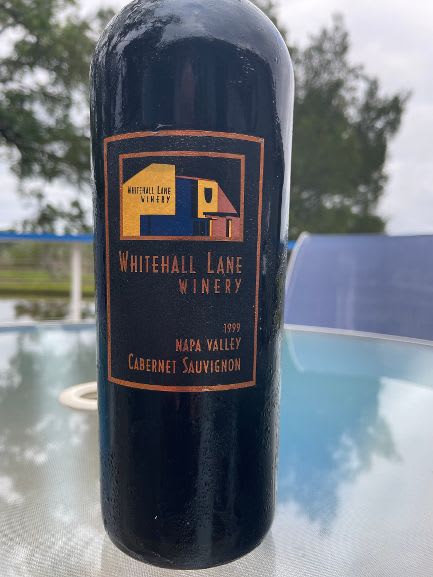 WHITEHALL LANE
WINERY
WHITEHALL LANE
WINERY
1999
NAPA VALLEY
CABERNET SAUVIGNON